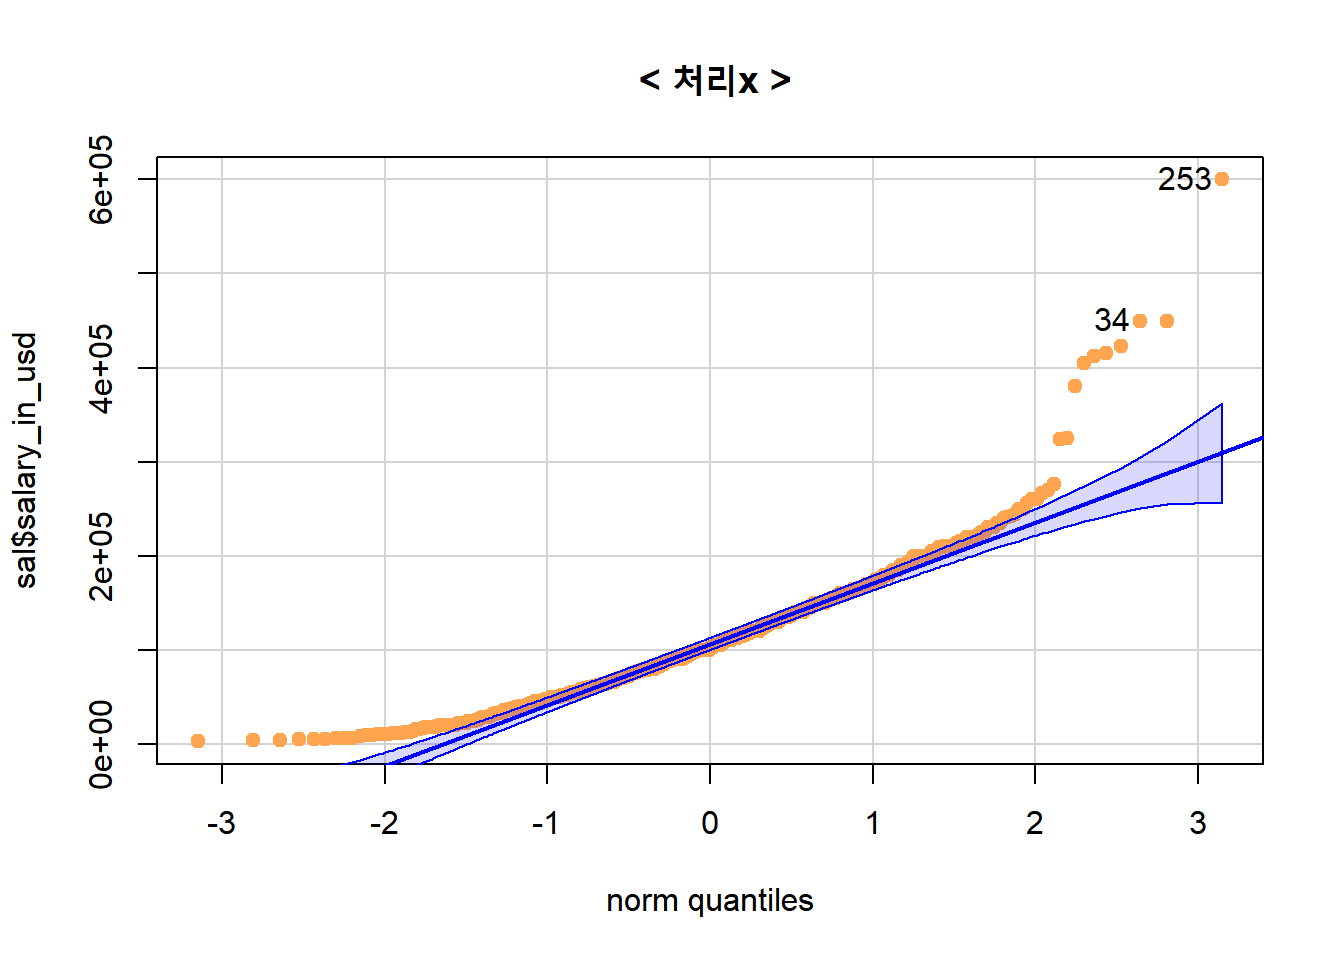 < 처리x >
sal$salary_in_usd
6e+05
4e+05
2e+05
0e+00
253
34
-3 -2 -1 0 1 2 3
norm quantiles